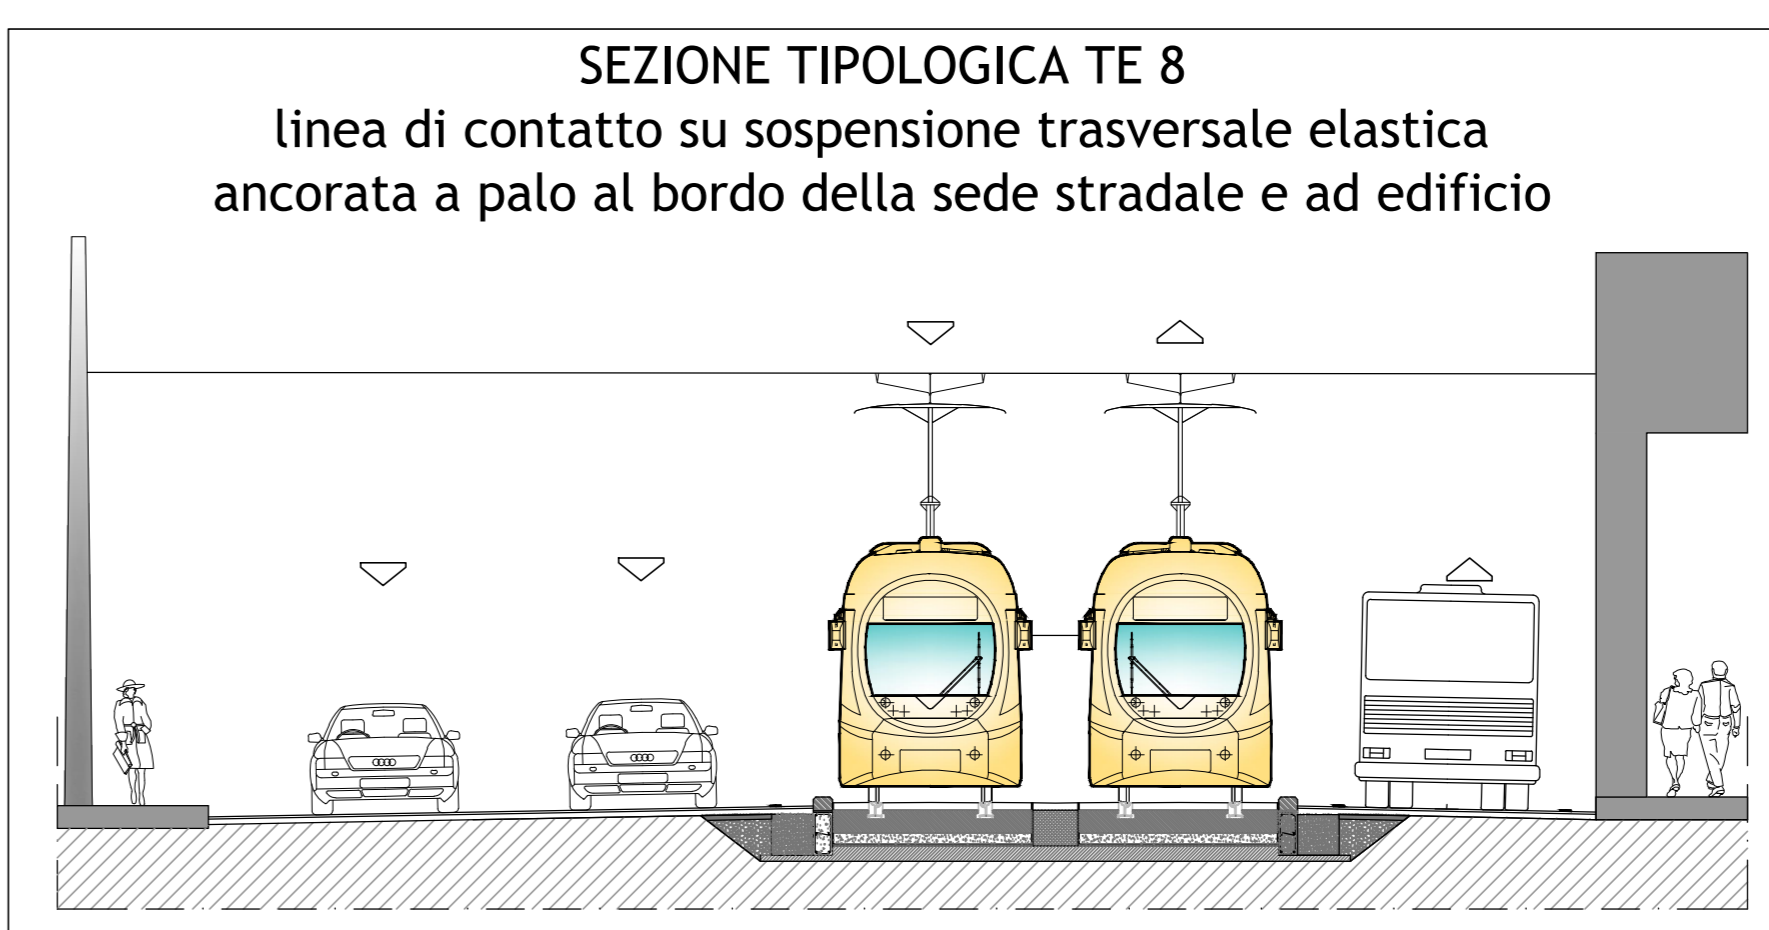 SEZIONE TIPOLOGICA TE 8
linea di contatto su sospensione trasversale elastica
ancorata a palo al bordo della sede stradale e ad edificio